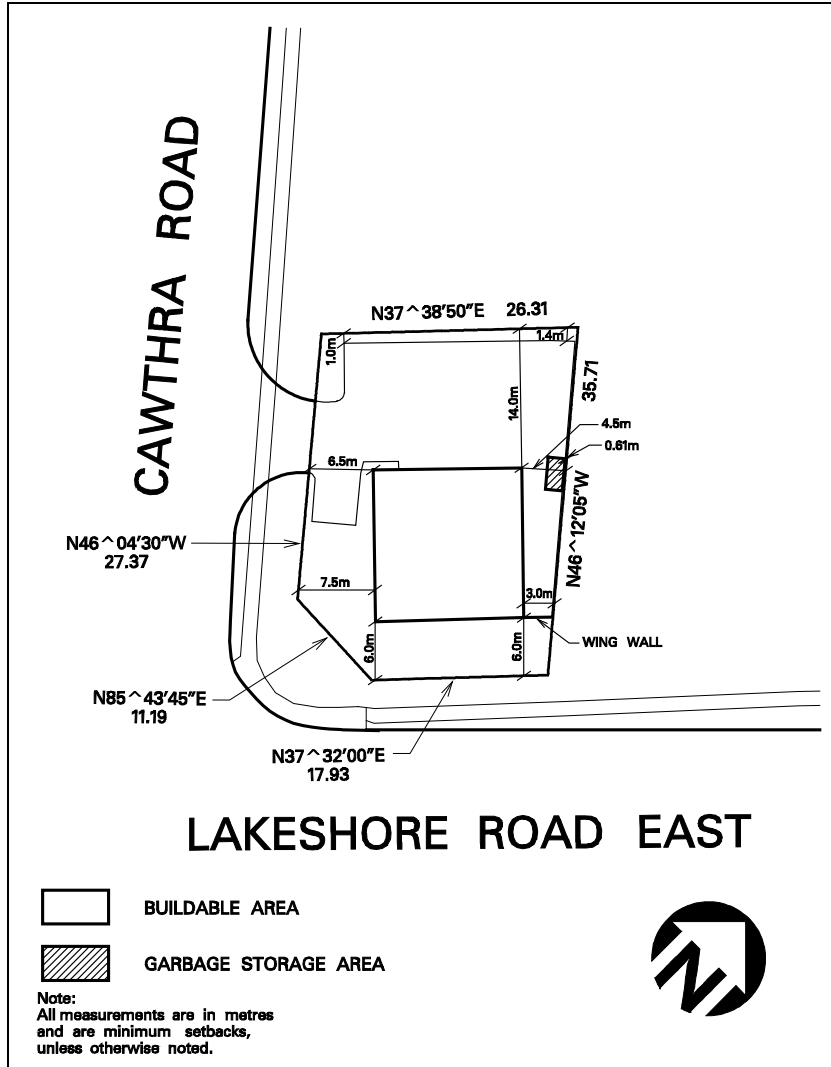 CAWTHRA ROAD
N37^38'50"E 26.31
1.0m
1.4m
35.71
14.0m
4.5m
0.61m
6.5m
N46^12'05"W
N46^04'30"W
27.37
7.5m
3.0m
WING WALL
6.0m
6.0m
N85^43'45"E
11.19
N37^32'00"E
17.93
LAKESHORE ROAD EAST
BUILDABLE AREA
GARBAGE STORAGE AREA
N
Note:
All measurements are in metres
and are minimum setbacks,
unless otherwise noted.